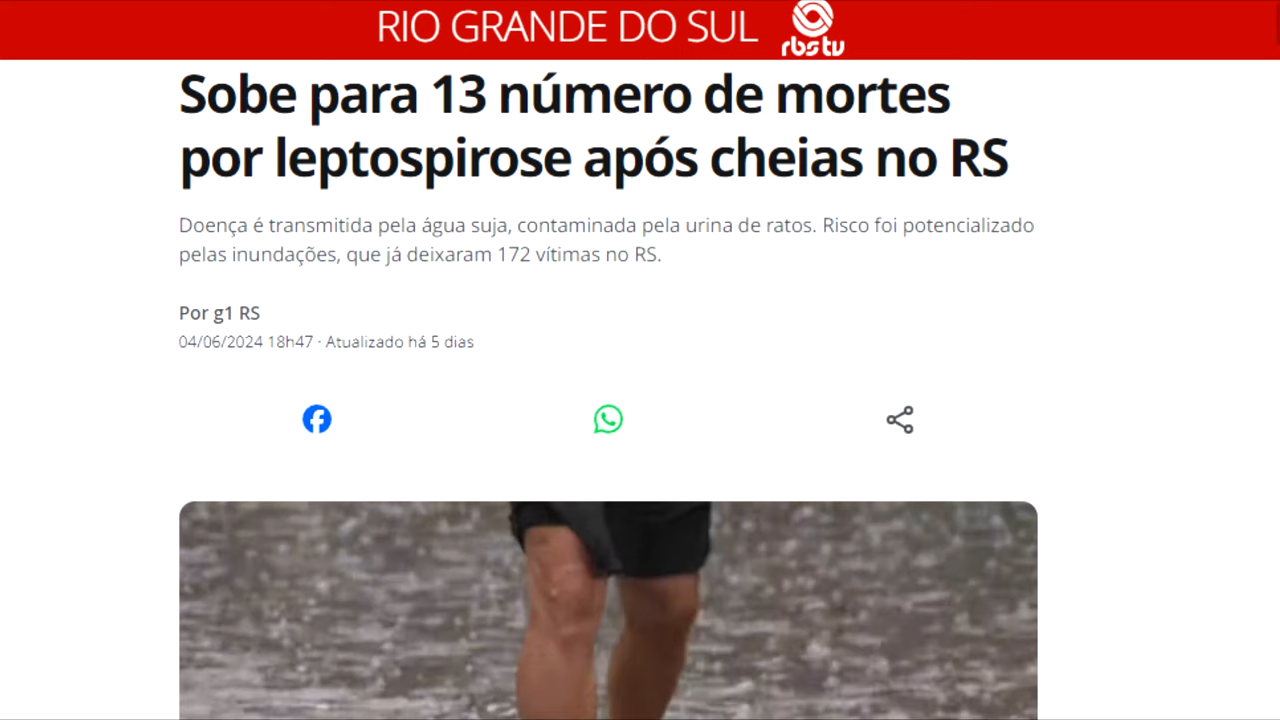 RIO GRANDE DO SUL
rbs tv
Sobe para 13 número de mortes
por leptospirose após cheias no RS
Doença é transmitida pela água suja, contaminada pela urina de ratos. Risco foi potencializado
pelas inundações, que já deixaram 172 vítimas no RS.
Por g1 RS
04/06/2024 18h47 · Atualizado há 5 dias